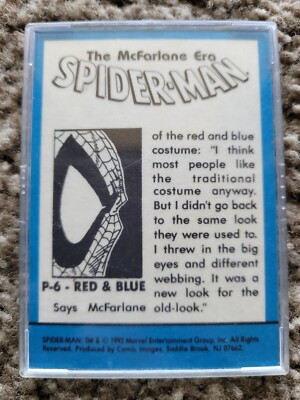 The McFarlane Era
SPIDER-MAN
P-6 - RED & BLUE
Says McFarlane
of the red and blue
costume: "I think
most people like
the traditional
costume anyway.
But I didn't go back
to the same look
they were used to.
I threw in the big
eyes and different
webbing. It was a
new look for the
old-look."
SPIDER-MAN: TM & © 1992 Marvel Entertainment Group, Inc. All Rights
Reserved. Produced by Comic Images. Saddle Brook, NJ 07662.